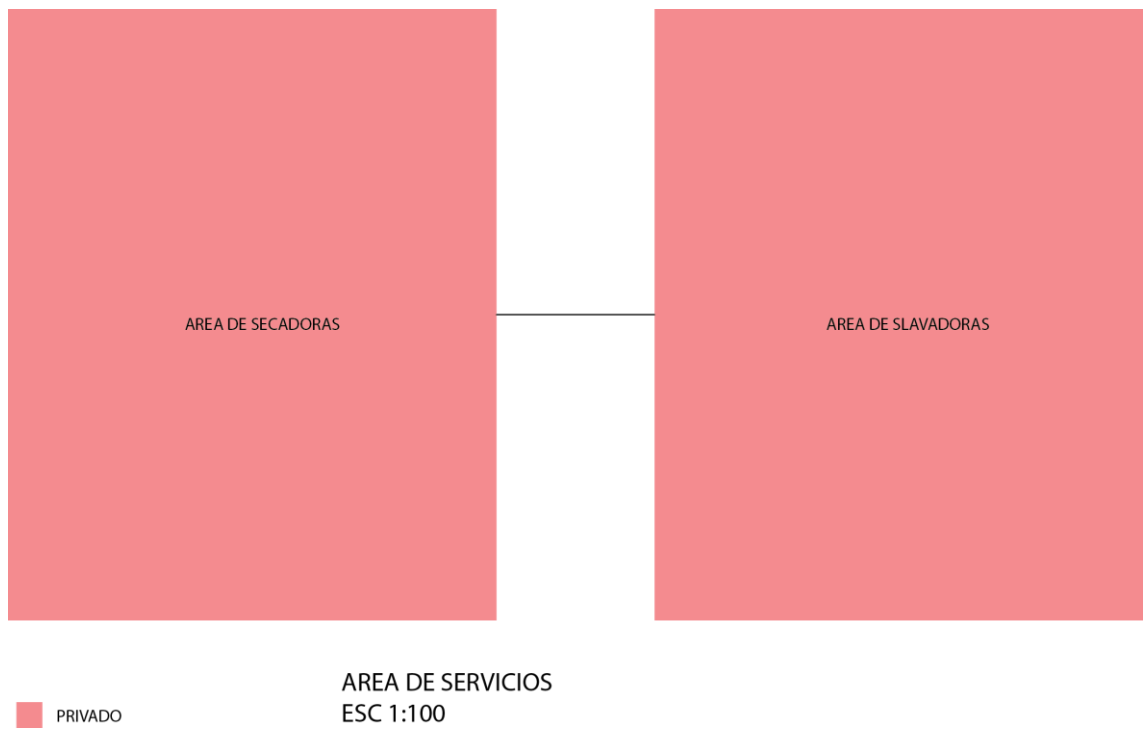 AREA DE SECADORAS
AREA DE SLAVADORAS
AREA DE SERVICIOS
ESC 1:100
PRIVADO